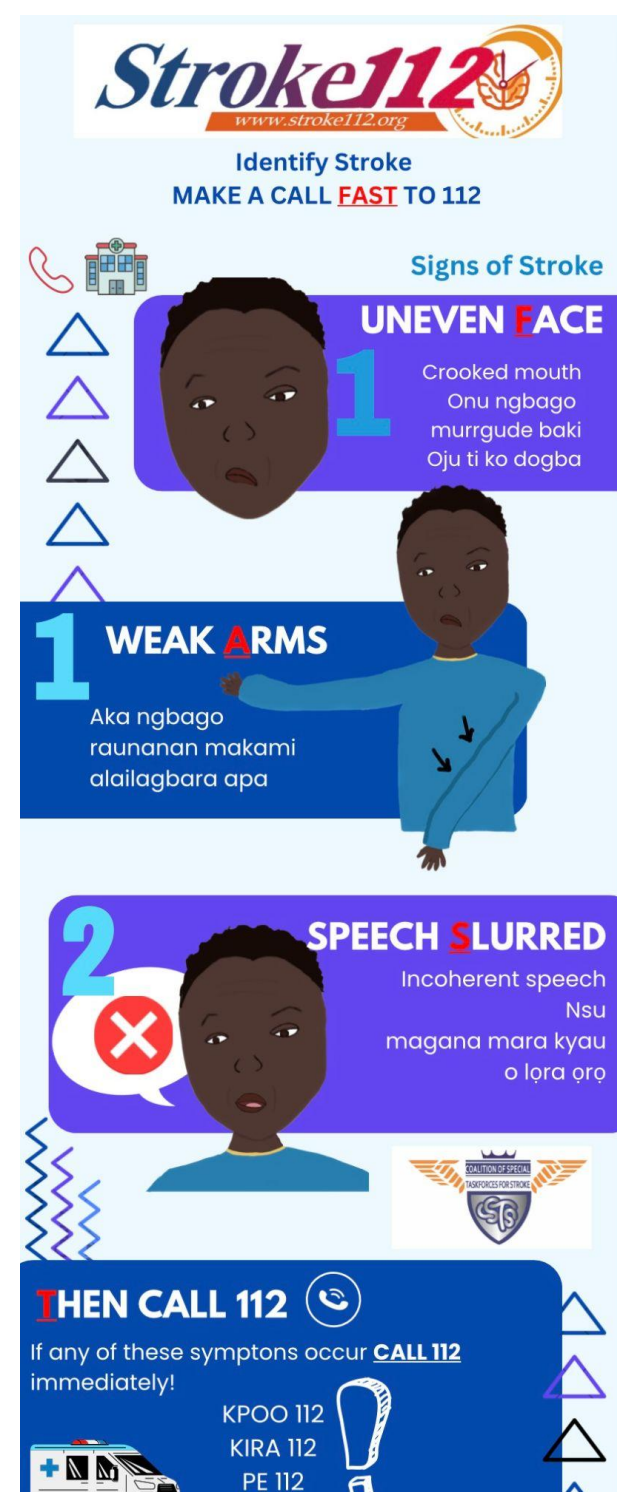 Stroke112
www.stroke112.org
Identify Stroke
MAKE A CALL FAST TO 112
Signs of Stroke
UNEVEN FACE
1
Crooked mouth
Onu ngbago
murrgude baki
Oju ti ko dogba
1
WEAK ARMS
Aka ngbago
raunanan makami
alailagbara apa
2
SPEECH SLURRED
Incoherent speech
Nsu
magana mara kyau
o lọra ọrọ
COALITION OF SPECIAL
TASKFORCES FOR STROKE
CSTS
THEN CALL 112
If any of these symptons occur CALL 112
immediately!
KPOO 112
KIRA 112
PE 112